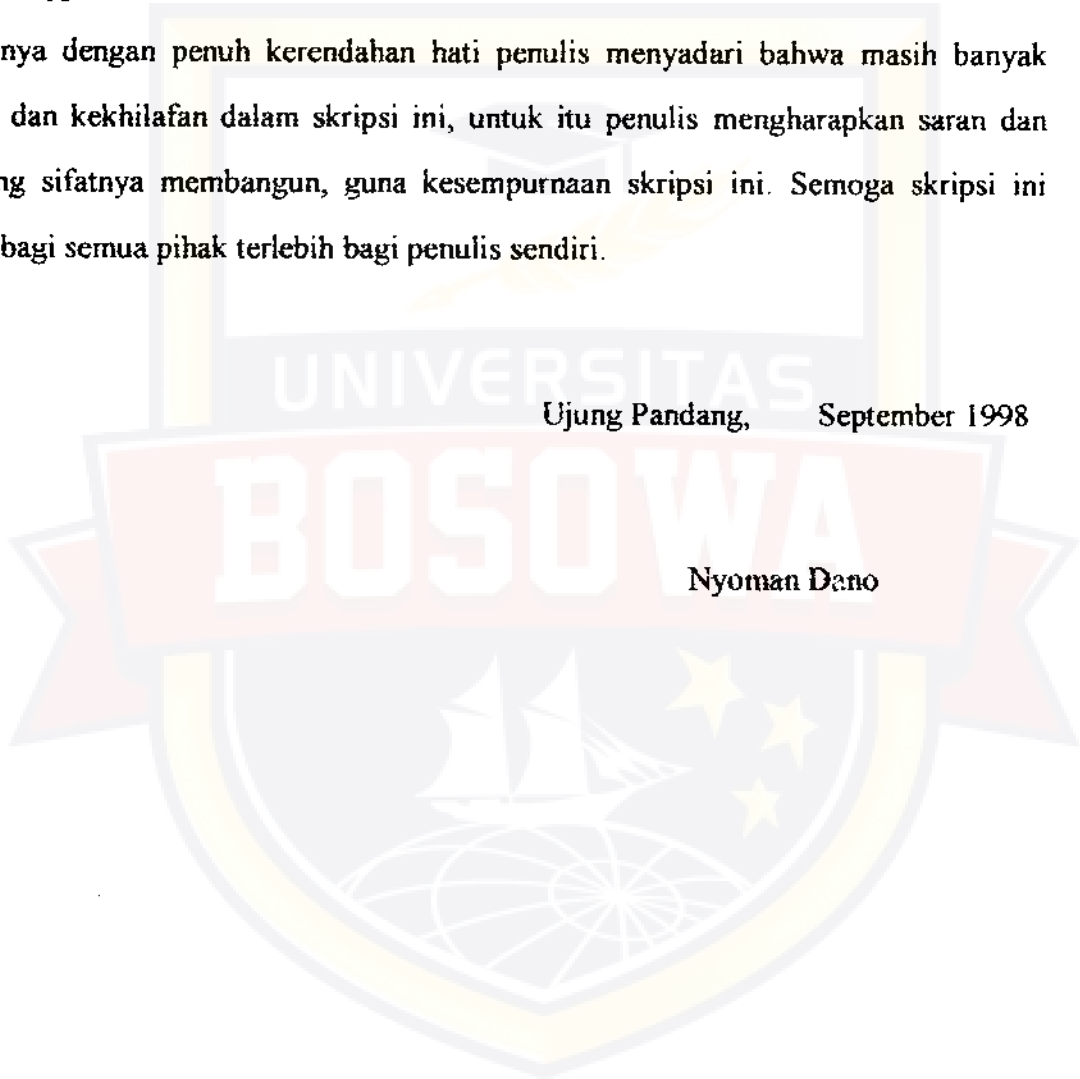 nya dengan penuh kerendahan hati penulis menyadari bahwa masih banyak
dan kekhilafan dalam skripsi ini, untuk itu penulis mengharapkan saran dan
ng sifatnya membangun, guna kesempurnaan skripsi ini. Semoga skripsi ini
bagi semua pihak terlebih bagi penulis sendiri.
UNIVERSITAS
Ujung Pandang, September 1998
BOSOWA
Nyoman Dano